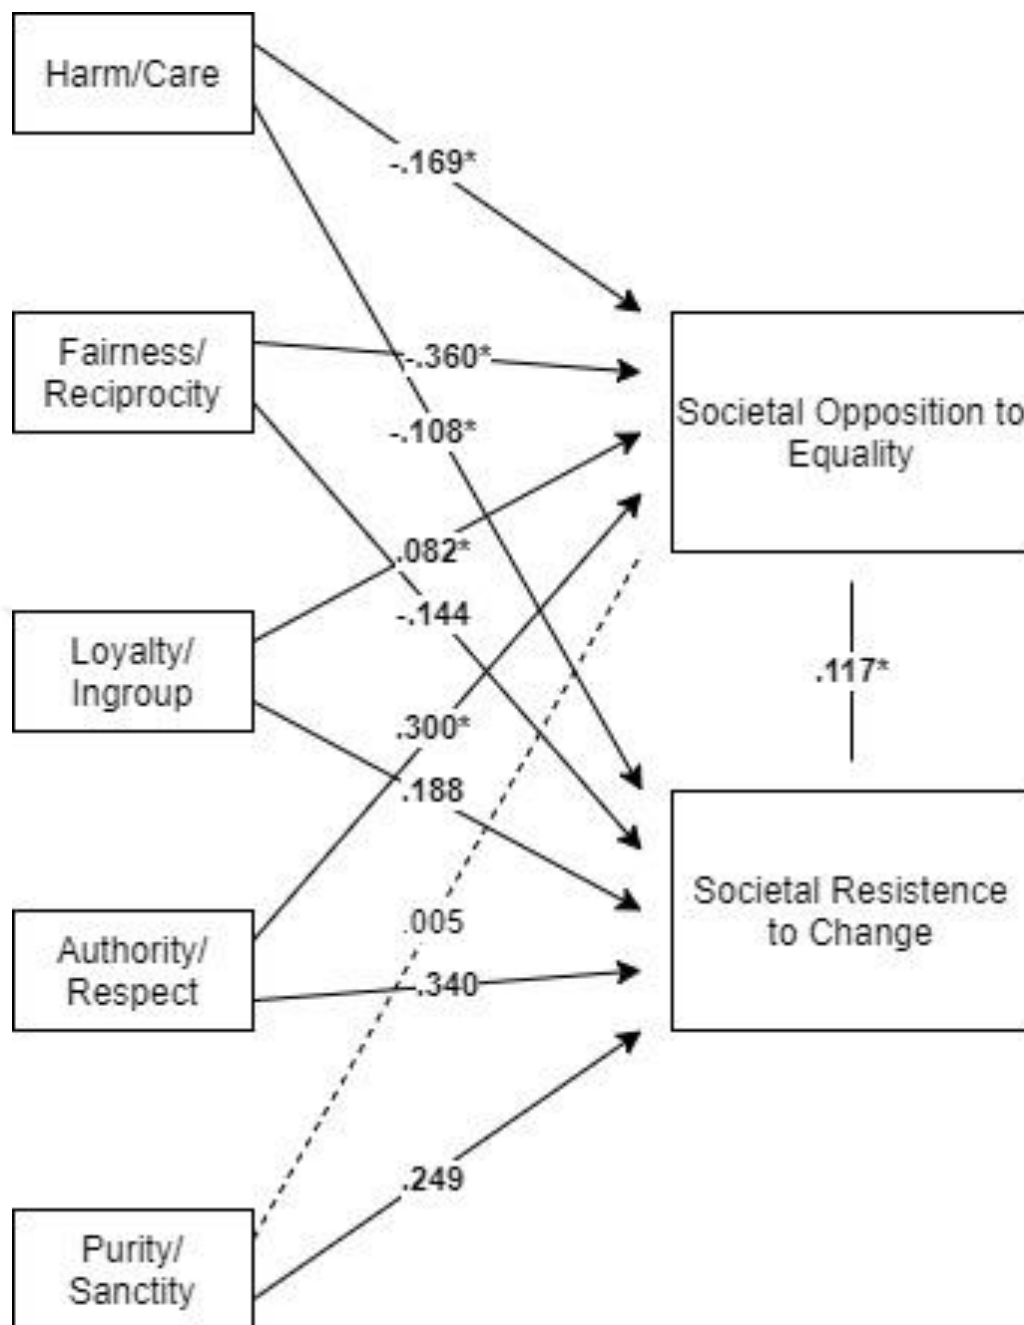 Harm/Care
-.169*
Fairness/
Reciprocity
-.360*
Societal Opposition to
Equality
-.108*
.082*
-.144
Loyalty/
Ingroup
.117*
.300*
.188
Societal Resistence
to Change
.005
Authority/
Respect
.340
.249
Purity/
Sanctity